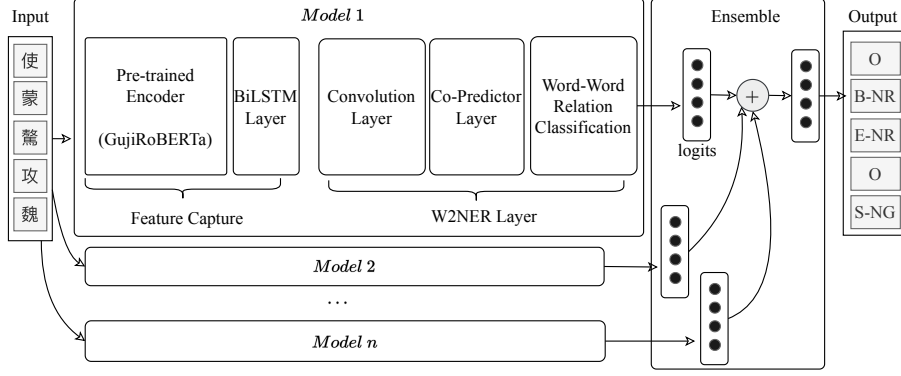 Input
使
蒙
驁
攻
魏
Model 1
Pre-trained
Encoder
(GujiRoBERTa)
BiLSTM
Layer
Feature Capture
Convolution
Layer
Co-Predictor
Layer
Word-Word
Relation
Classification
W2NER Layer
Model 2
...
Model n
Ensemble
logits
+
Output
O
B-NR
E-NR
O
S-NG